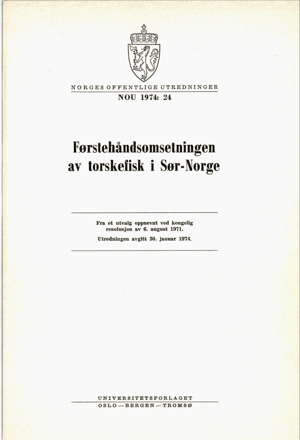 NORGES OFFENTLIGE UTREDNINGER
NOU 1974: 24
Førstehåndsomsetningen
av torskefisk i Sør-Norge
Fra et utvalg oppnevnt ved kongelig
resolusjon av 6. august 1971.
Utredningen avgitt 30. januar 1974.
UNIVERSITETSFORLAGET
OSLO — BERGEN — TROMSØ